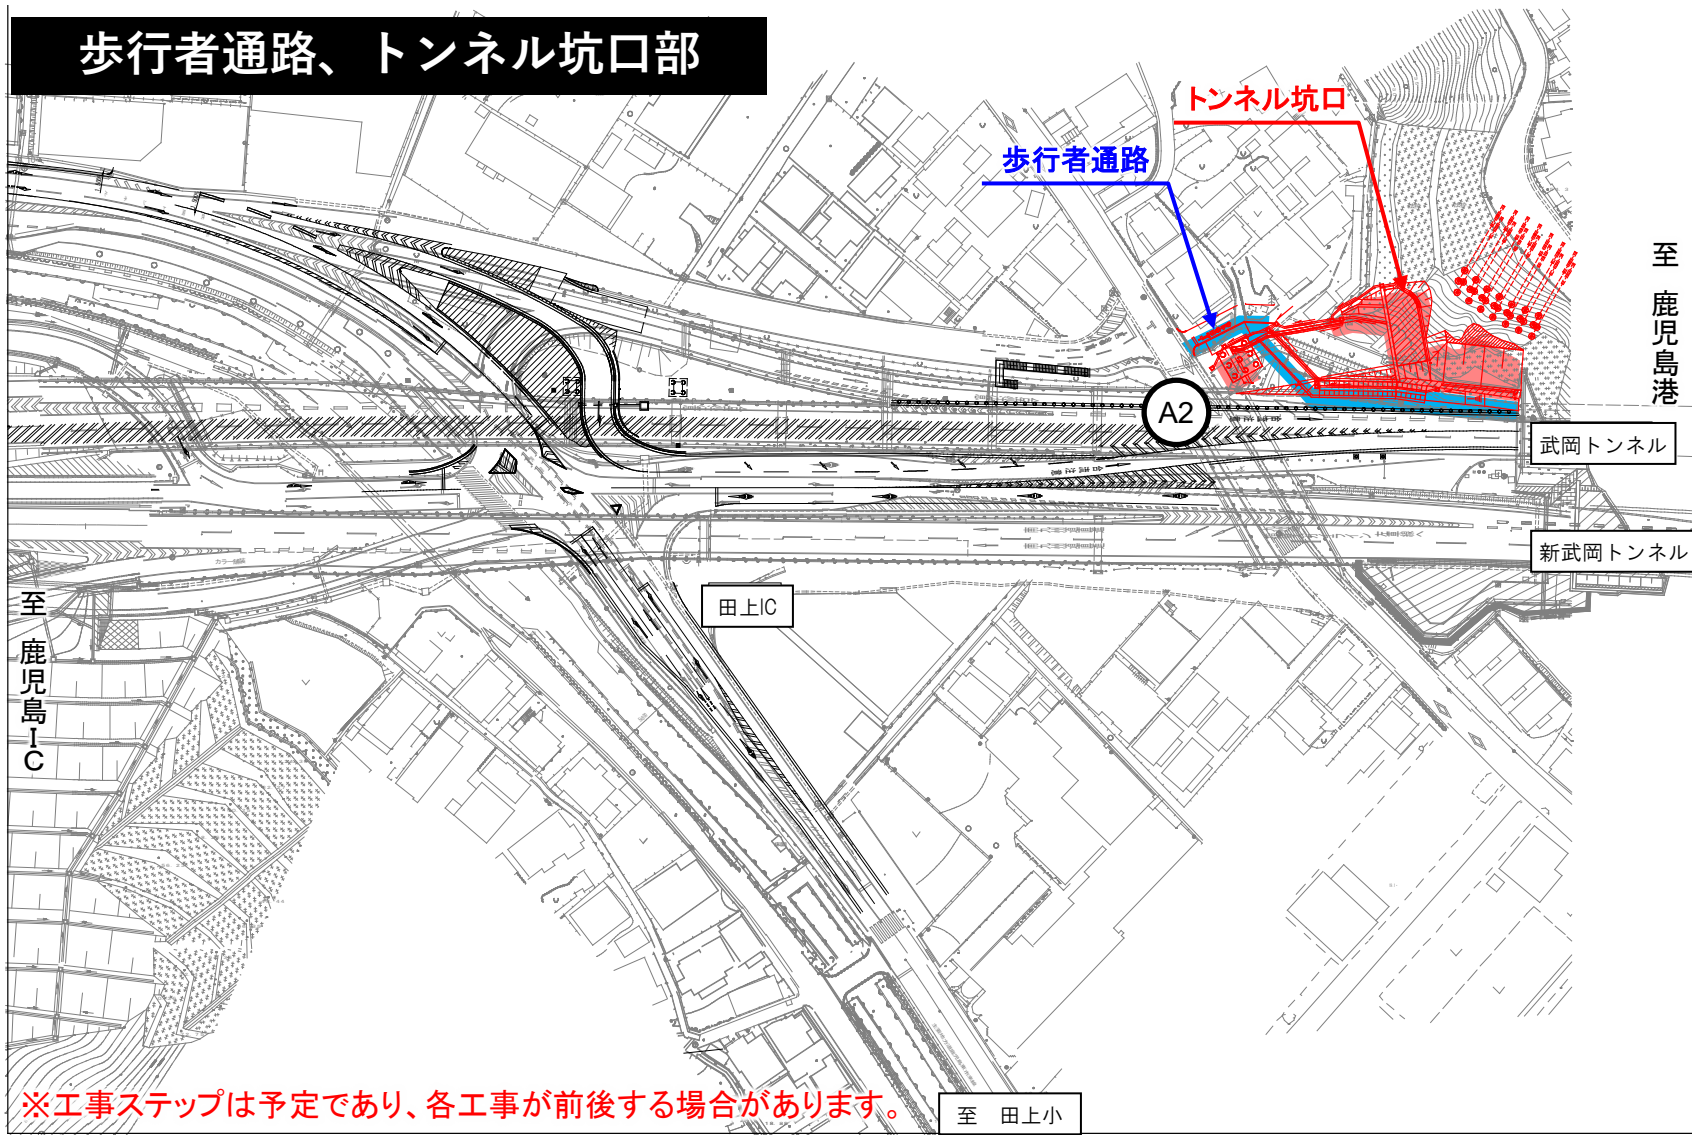 歩行者通路、トンネル坑口部
トンネル坑口
歩行者通路
至 鹿児島港
A2
武岡トンネル
新武岡トンネル
田上IC
至 鹿児島IC
※工事ステップは予定であり、各工事が前後する場合があります。
至 田上小